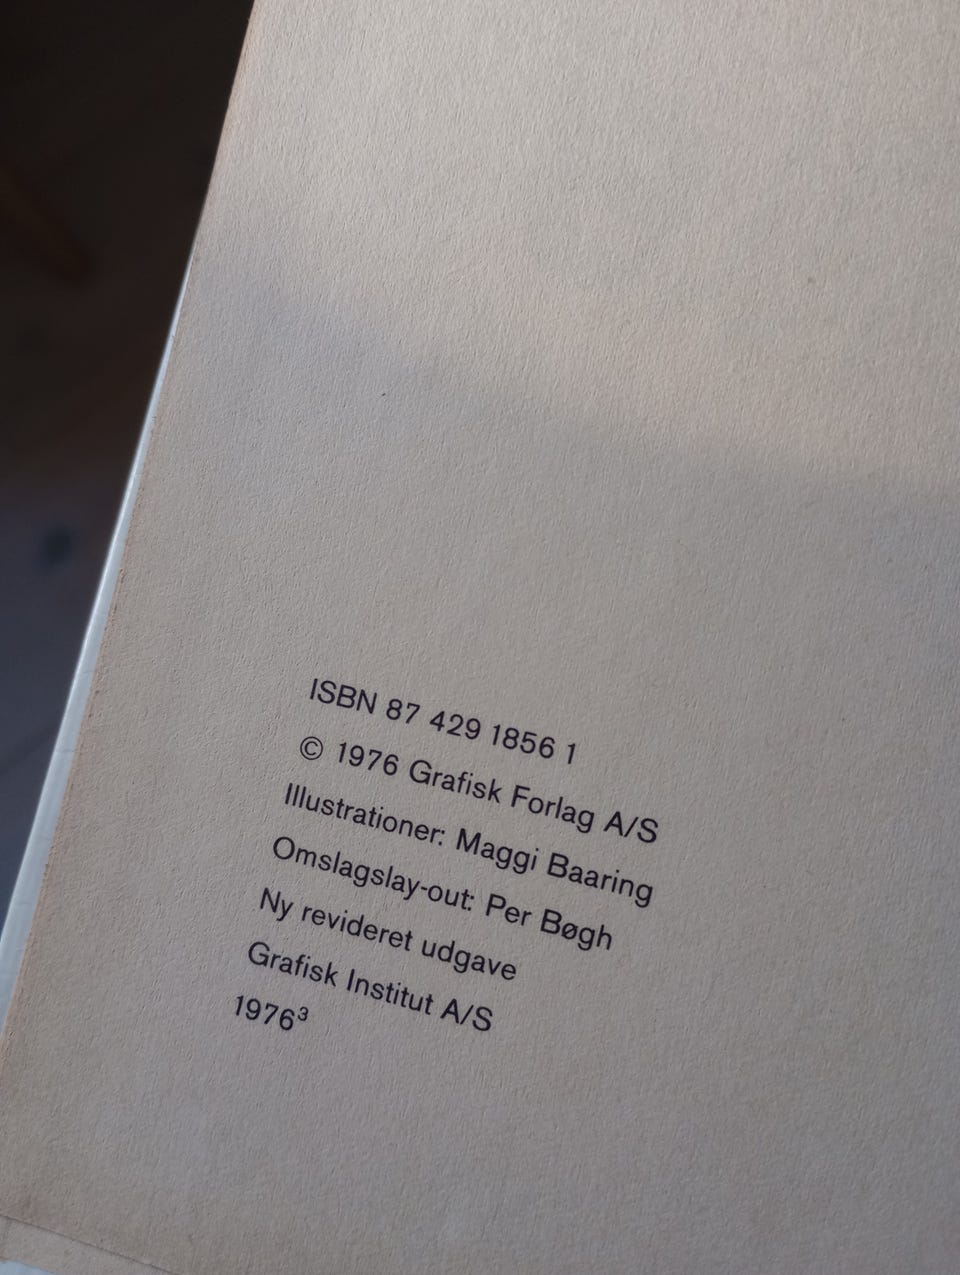 ISBN 87 429 1856 1
© 1976 Grafisk Forlag A/S
Illustrationer: Maggi Baaring
Omslagslay-out: Per Bøgh
Ny revideret udgave
Grafisk Institut A/S
1976³